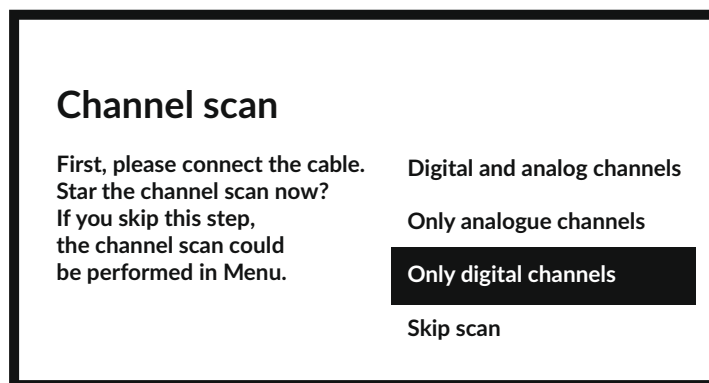 Channel scan
First, please connect the cable.
Star the channel scan now?
If you skip this step,
the channel scan could
be performed in Menu.
Digital and analog channels
Only analogue channels
Only digital channels
Skip scan